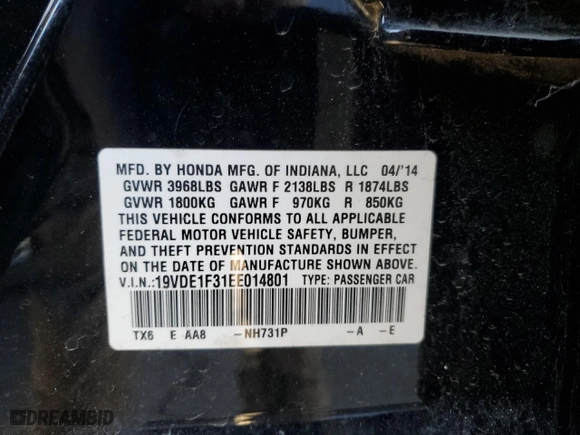 MFD. BY HONDA MFG. OF INDIANA, LLC 04/'14
GVWR 3968LBS GAWR F 2138LBS R 1874LBS
GVWR 1800KG GAWR F 970KG R 850KG
THIS VEHICLE CONFORMS TO ALL APPLICABLE
FEDERAL MOTOR VEHICLE SAFETY, BUMPER,
AND THEFT PREVENTION STANDARDS IN EFFECT
ON THE DATE OF MANUFACTURE SHOWN ABOVE.
V.I.N.:19VDE1F31EE014801 TYPE: PASSENGER CAR
TX6 E AA8 -NH731P -A -E
DREAMBID